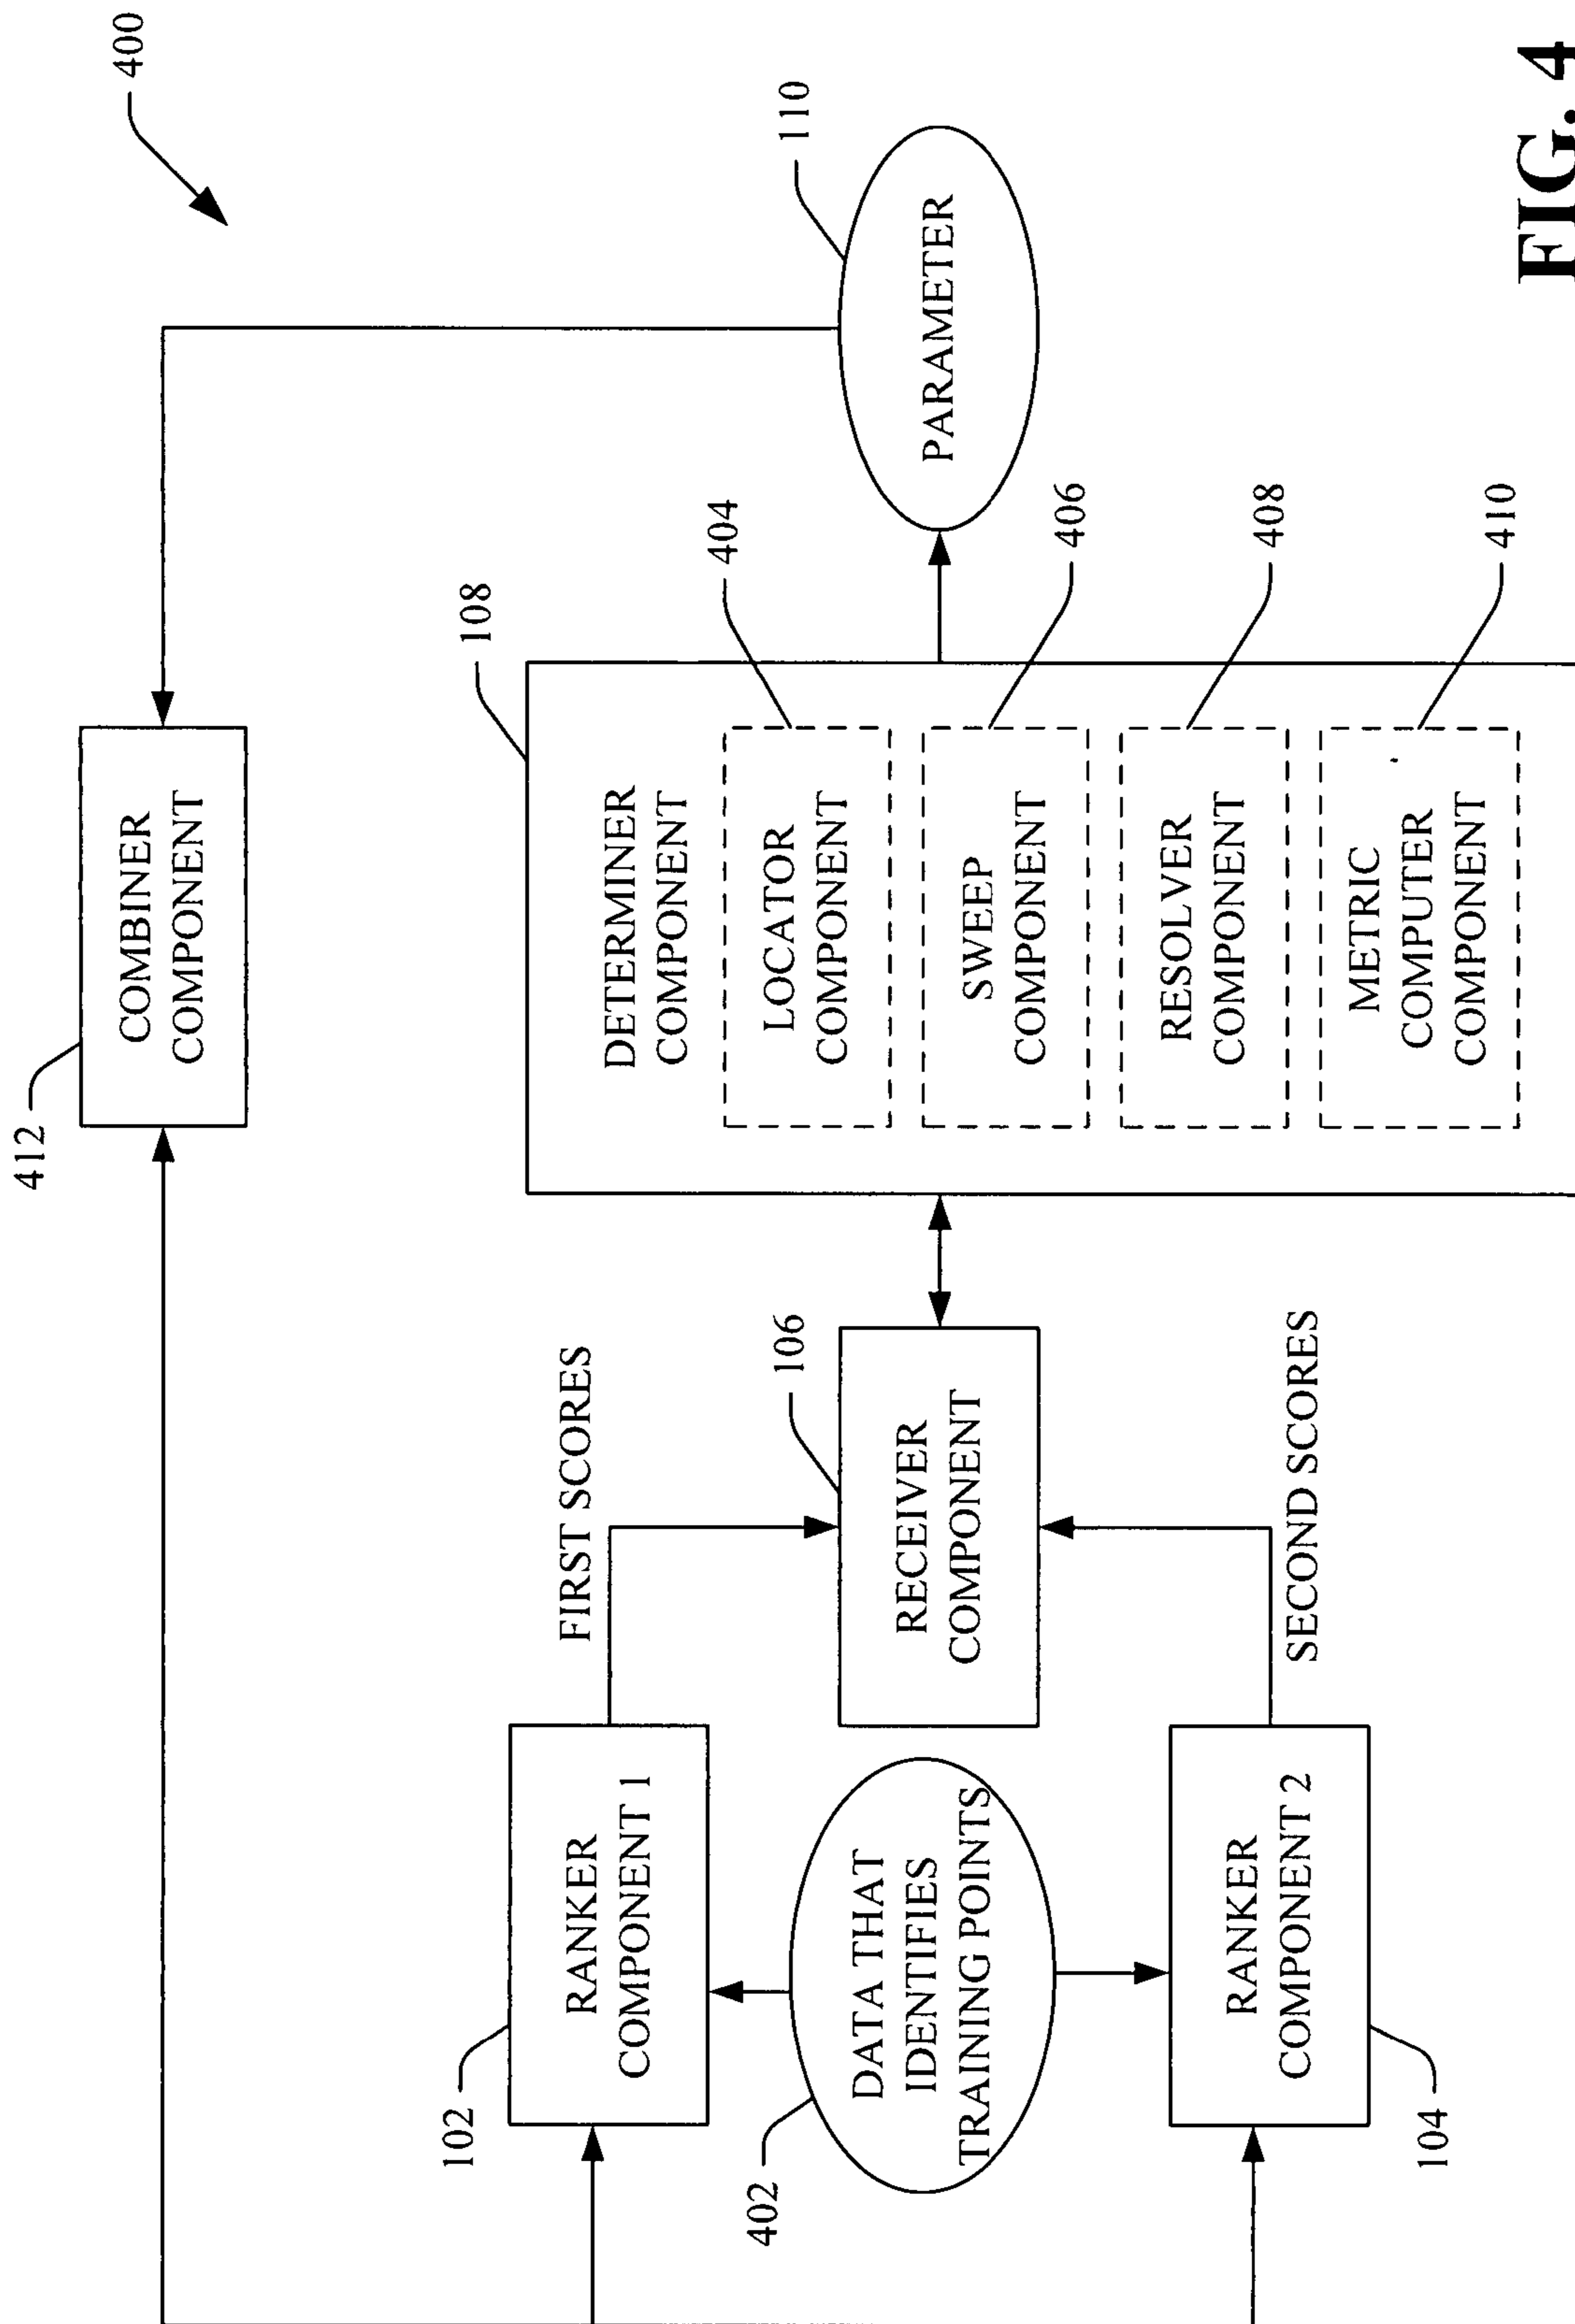 400
412
COMBINER
COMPONENT
108
DETERMINER
COMPONENT
LOCATOR
COMPONENT
404
SWEEP
COMPONENT
406
RESOLVER
COMPONENT
408
METRIC
COMPUTER
COMPONENT
410
PARAMETER
110
FIRST SCORES
106
RECEIVER
COMPONENT
SECOND SCORES
102
RANKER
COMPONENT 1
402
DATA THAT
IDENTIFIES
TRAINING POINTS
RANKER
COMPONENT 2
104
FIG. 4